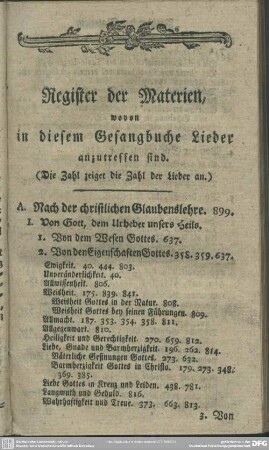 Register der Materien,
wovon
in diesem Gesangbuche Lieder
anzutreffen sind.
(Die Zahl zeiget die Zahl der Lieder an.)
A. Nach der christlichen Glaubenslehre. 899.
I. Von Gott, dem Urheber unsers Heils.
1. Von dem Wesen Gottes. 637.
2. Von den Eigenschaften Gottes. 358. 359. 637.
Ewigkeit. 40. 444. 803.
Unveränderlichkeit. 40.
Allwissenheit. 806.
Weisheit. 175. 839. 841.
Weisheit Gottes in der Natur. 808.
Weisheit Gottes bey seinen Führungen. 809.
Allmacht. 187. 353. 354. 358. 811.
Allgegenwart. 810.
Heiligkeit und Gerechtigkeit. 270. 659. 812.
Liebe, Gnade und Barmherzigkeit. 196. 262. 814.
Väterliche Gesinnungen Gottes. 273. 632.
Barmherzigkeit Gottes in Christo. 179. 273. 348.
369. 385.
Liebe Gottes in Kreuz und Leiden. 438. 781.
Langmuth und Geduld. 816.
Wahrhaftigkeit und Treue. 373. 663. 813.
3. Von